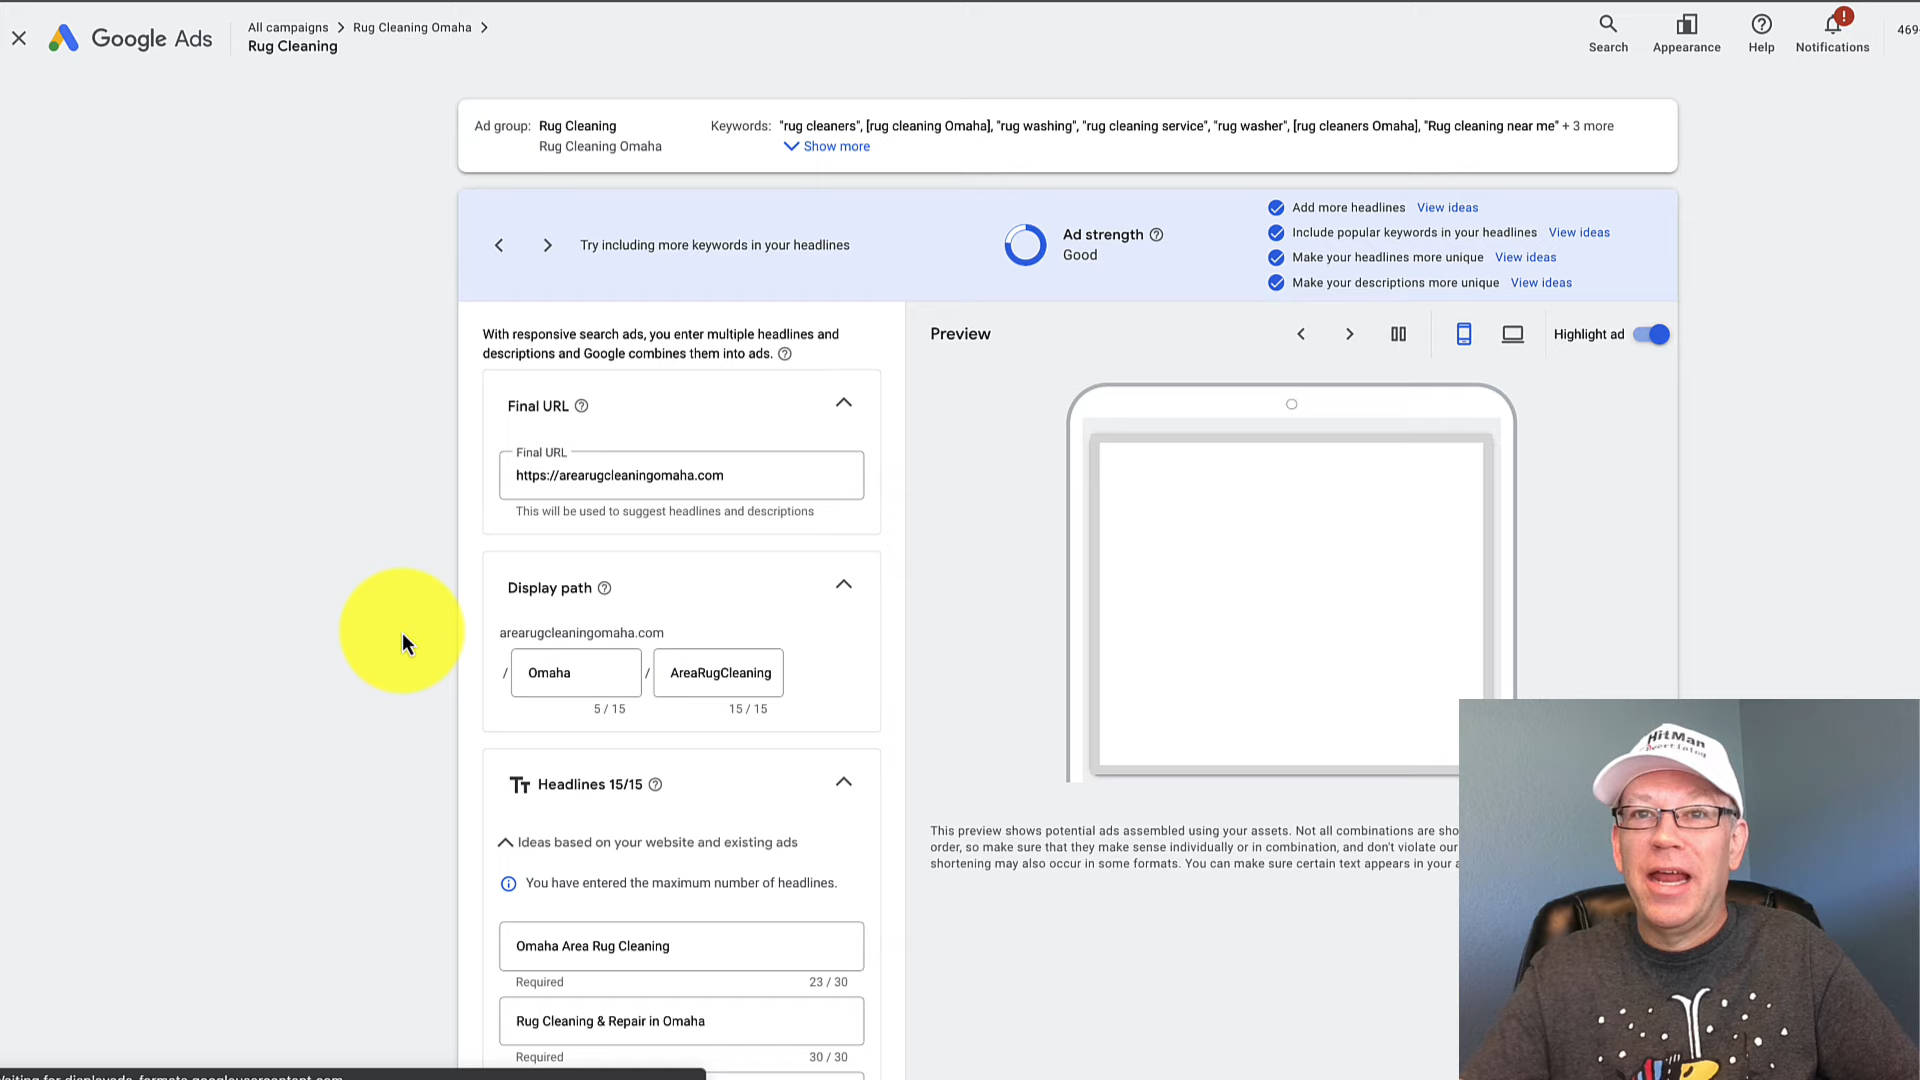 Google Ads
All campaigns > Rug Cleaning Omaha >
Rug Cleaning
Search
Appearance
Help
Notifications
469-
Ad group: Rug Cleaning
Rug Cleaning Omaha
Keywords: "rug cleaners", [rug cleaning Omaha], "rug washing", "rug cleaning service", "rug washer", [rug cleaners Omaha], "Rug cleaning near me" + 3 more
Show more
Try including more keywords in your headlines
Ad strength
Good
Add more headlines View ideas
Include popular keywords in your headlines View ideas
Make your headlines more unique View ideas
Make your descriptions more unique View ideas
With responsive search ads, you enter multiple headlines and
descriptions and Google combines them into ads.
Final URL
Final URL
https://arearugcleaningomaha.com
This will be used to suggest headlines and descriptions
Display path
arearugcleaningomaha.com
/ Omaha / AreaRugCleaning
5 / 15
15 / 15
Headlines 15/15
Ideas based on your website and existing ads
You have entered the maximum number of headlines.
Omaha Area Rug Cleaning
Required 23 / 30
Rug Cleaning & Repair in Omaha
Required 30 / 30
Preview
Highlight ad
This preview shows potential ads assembled using your assets. Not all combinations are sho
order, so make sure that they make sense individually or in combination, and don't violate our
shortening may also occur in some formats. You can make sure certain text appears in your a
HitMan